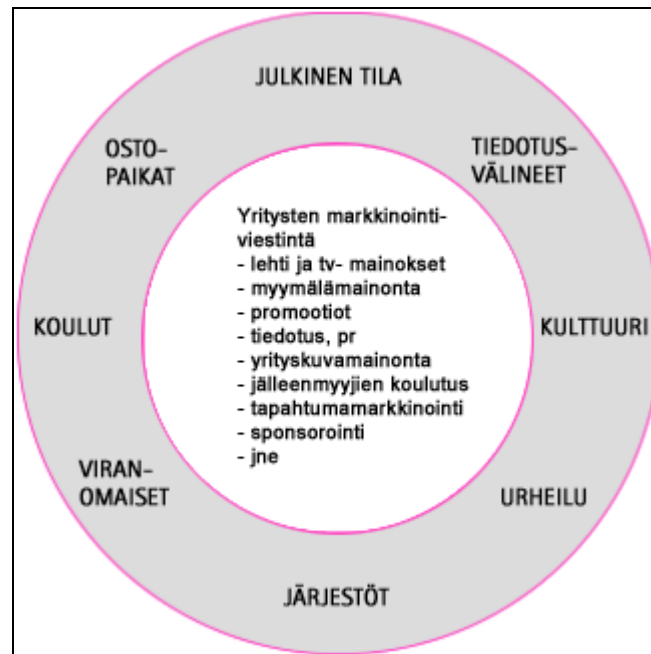 JULKINEN TILA
TIEDOTUS-
VÄLINEET
KULTTUURI
URHEILU
JÄRJESTÖT
VIRAN-
OMAISET
KOULUT
OSTO-
PAIKAT
Yritysten markkinointi-
viestintä
- lehti ja tv- mainokset
- myymälämainonta
- promootiot
- tiedotus, pr
- yrityskuvamainonta
- jälleenmyyjien koulutus
- tapahtumamarkkinointi
- sponsorointi
- jne